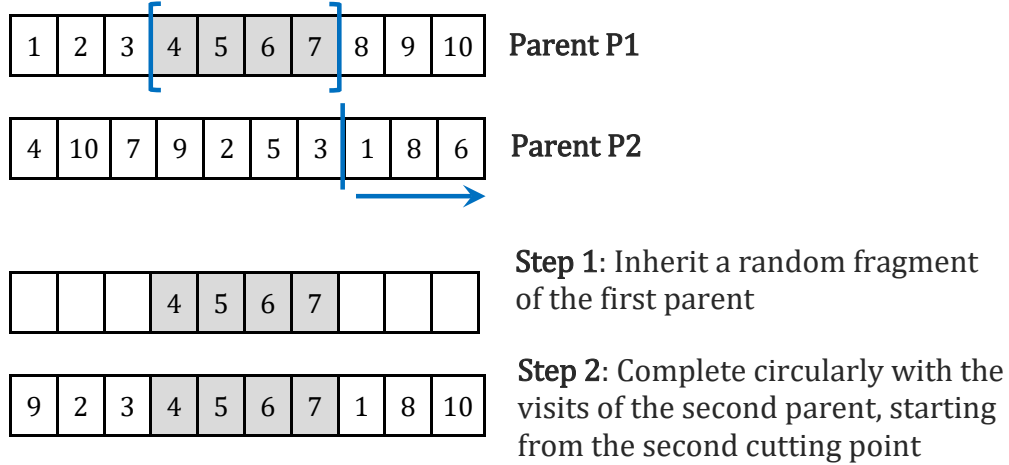 1 2 3 4 5 6 7 8 9 10 Parent P1
4 10 7 9 2 5 3 1 8 6 Parent P2
4 5 6 7
Step 1: Inherit a random fragment
of the first parent
9 2 3 4 5 6 7 1 8 10
Step 2: Complete circularly with the
visits of the second parent, starting
from the second cutting point